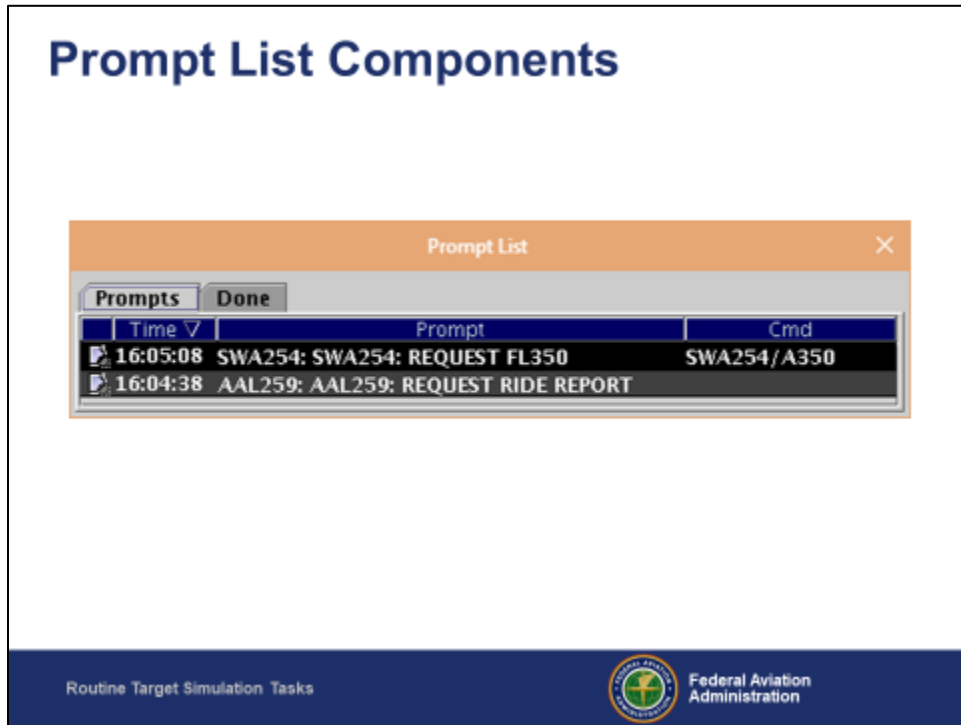 Prompt List Components
Prompt List
Prompts Done
Time Prompt Cmd
16:05:08 SWA254: SWA254: REQUEST FL350 SWA254/A350
16:04:38 AAL259: AAL259: REQUEST RIDE REPORT
Routine Target Simulation Tasks
Federal Aviation
Administration